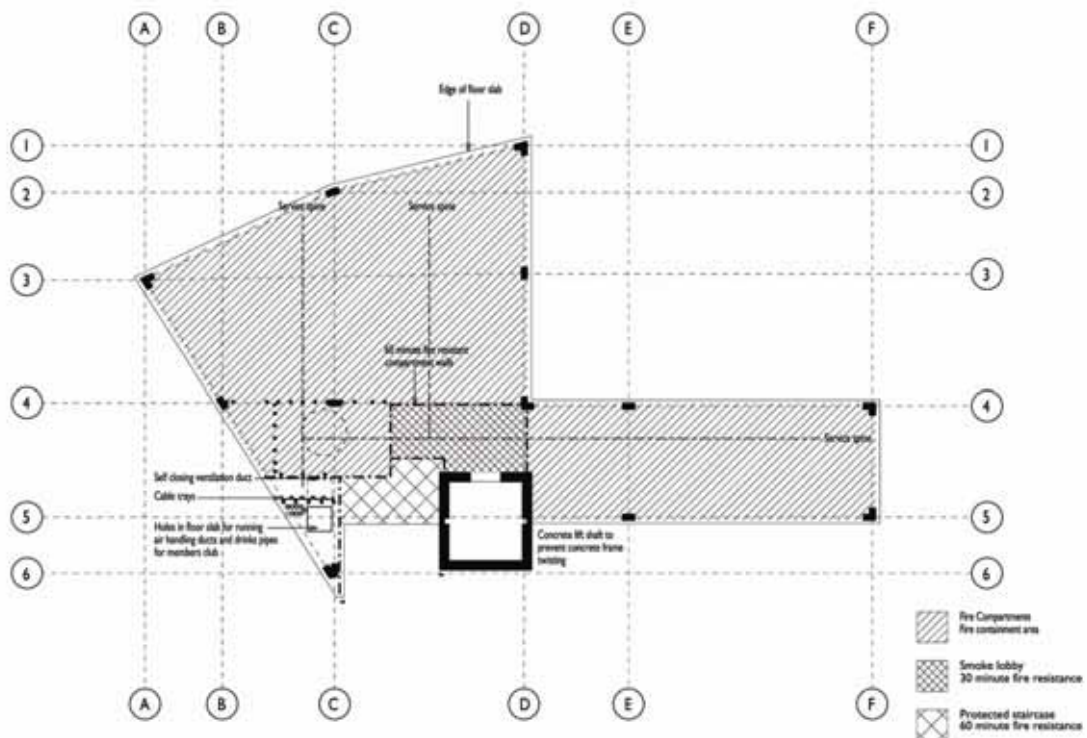 A
B
C
D
E
F
Edge of floor slab
1
1
2
2
Service spine
Service spine
3
3
60 minute fire resistant
compartment walls
4
4
Service spine
Self closing ventilation duct
Cable trays
5
5
Holes in floor slab for running
air handling ducts and drinks pipes
for members club
Concrete lift shaft to
prevent concrete frame
twisting
6
6
Fire Compartments
Fire containment area
Smoke lobby
30 minute fire resistance
Protected staircase
60 minute fire resistance
A
B
C
D
E
F